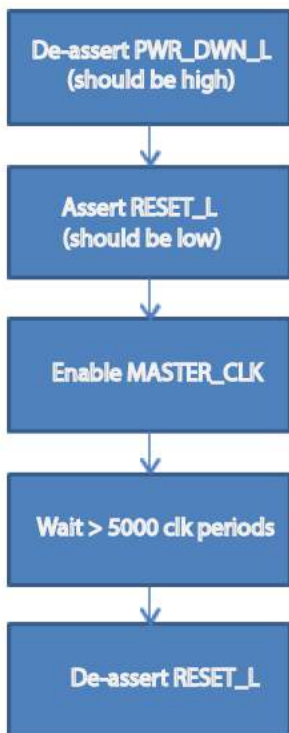 De-assert PWR_DWN_L
(should be high)
Assert RESET_L
(should be low)
Enable MASTER_CLK
Wait > 5000 clk periods
De-assert RESET_L